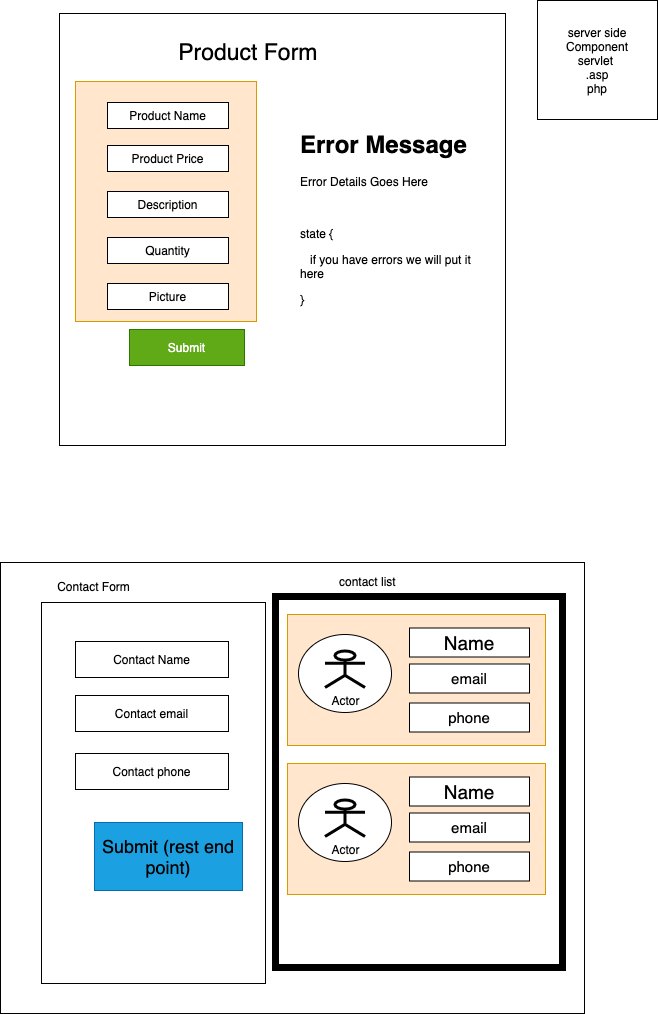 server side
Component
servlet
.asp
php
Product Form
Product Name
Product Price
Description
Quantity
Picture
Submit
Error Message
Error Details Goes Here
state {
if you have errors we will put it
here
}
Contact Form
Contact Name
Contact email
Contact phone
Submit (rest end
point)
contact list
Actor
Name
email
phone
Actor
Name
email
phone